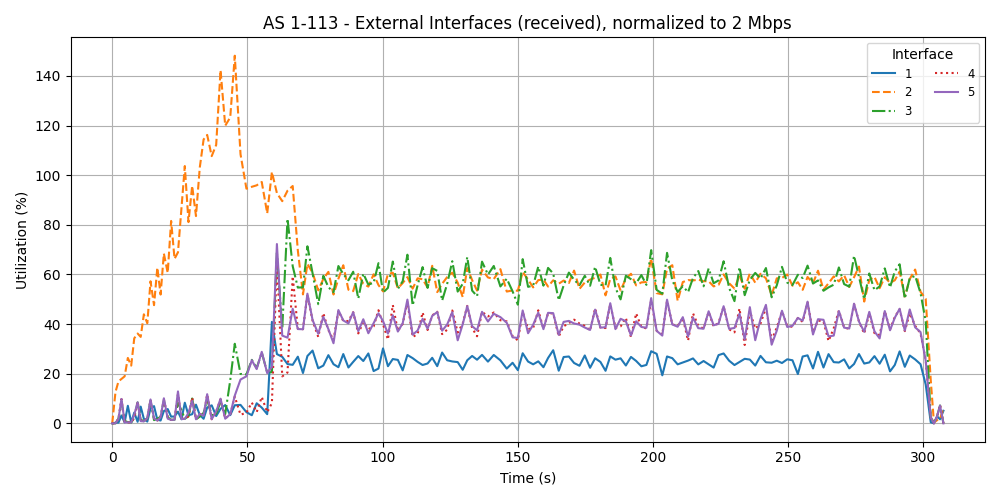 AS 1-113 - External Interfaces (received), normalized to 2 Mbps
Interface
1
2
3
4
5
Utilization (%)
140
120
100
80
60
40
20
0
0 50 100 150 200 250 300
Time (s)